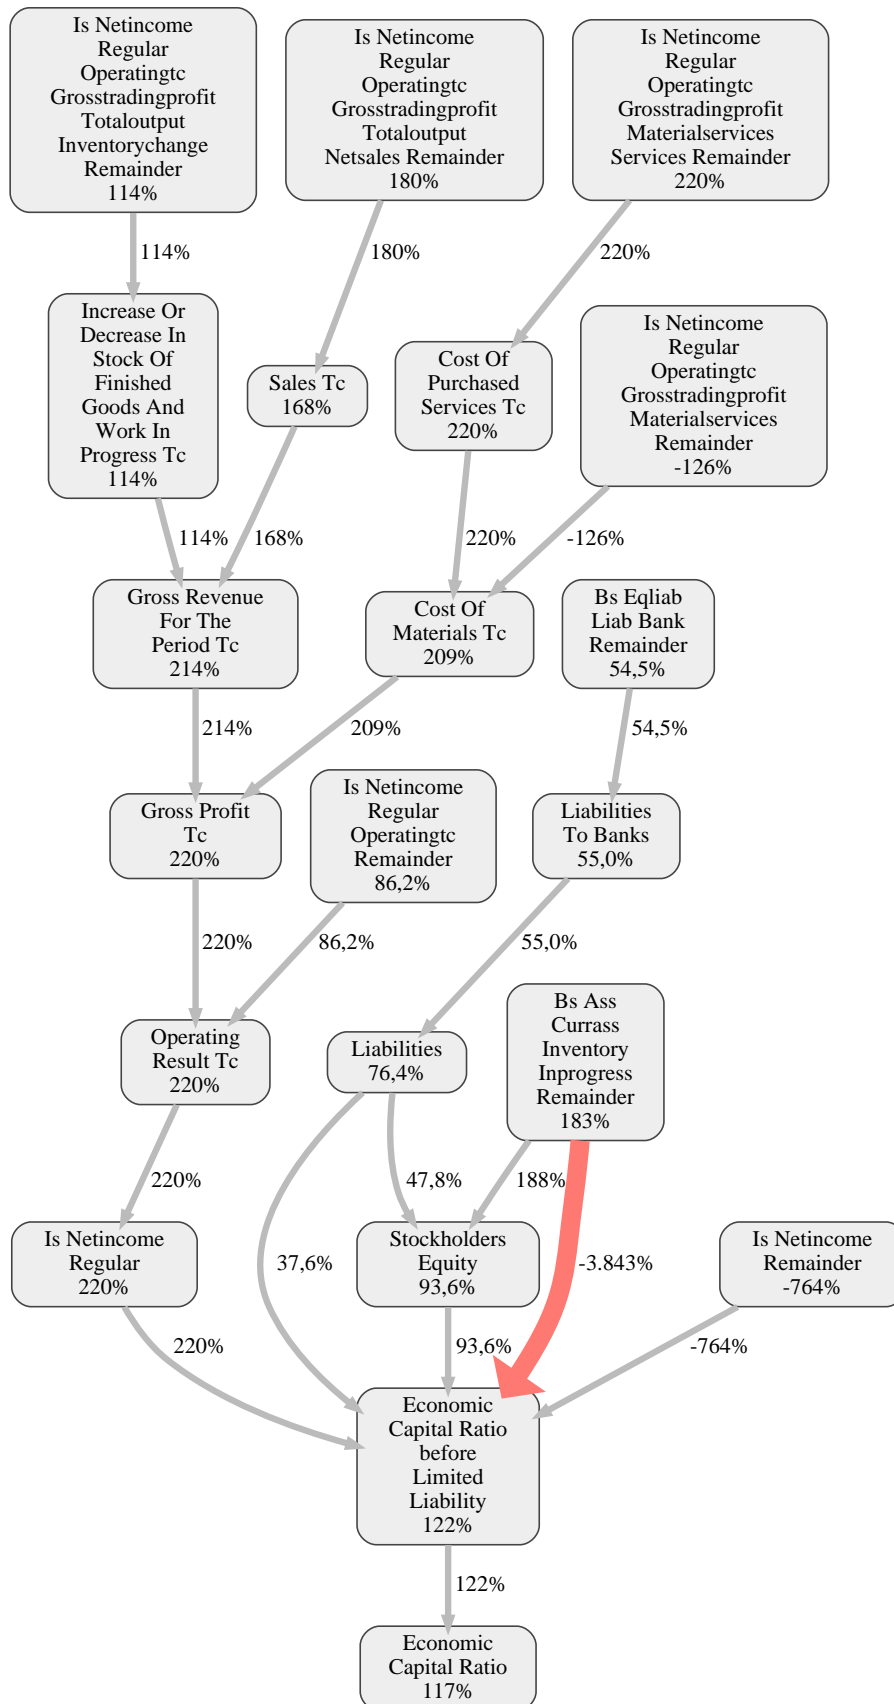 Is Netincome
Regular
Operatingtc
Grosstradingprofit
Totaloutput
Inventorychange
Remainder
114%
Is Netincome
Regular
Operatingtc
Grosstradingprofit
Totaloutput
Netsales Remainder
180%
Is Netincome
Regular
Operatingtc
Grosstradingprofit
Materialservices
Services Remainder
220%
114%
180%
220%
Increase Or
Decrease In
Stock Of
Finished
Goods And
Work In
Progress Tc
114%
Sales Tc
168%
Cost Of
Purchased
Services Tc
220%
Is Netincome
Regular
Operatingtc
Grosstradingprofit
Materialservices
Remainder
-126%
114%
168%
220%
-126%
Gross Revenue
For The
Period Tc
214%
Cost Of
Materials Tc
209%
Bs Eqliab
Liab Bank
Remainder
54,5%
214%
209%
54,5%
Gross Profit
Tc
220%
Is Netincome
Regular
Operatingtc
Remainder
86,2%
Liabilities
To Banks
55,0%
220%
86,2%
55,0%
Operating
Result Tc
220%
Liabilities
76,4%
Bs Ass
Currass
Inventory
Inprogress
Remainder
183%
220%
47,8%
188%
Is Netincome
Regular
220%
37,6%
Stockholders
Equity
93,6%
-3.843%
Is Netincome
Remainder
-764%
220%
93,6%
-764%
Economic
Capital Ratio
before
Limited
Liability
122%
122%
Economic
Capital Ratio
117%